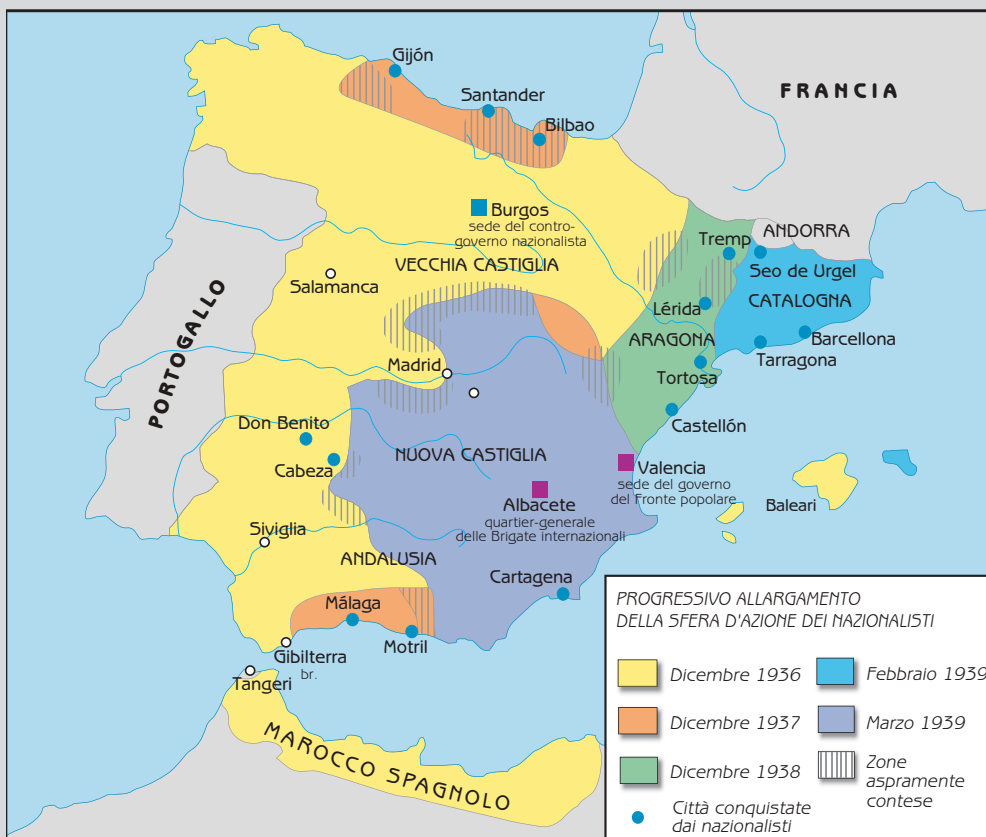 Gijón
FRANCIA
Santander
Bilbao
Burgos
sede del contro-
governo nazionalista
ANDORRA
Tremp
Seo de Urgel
VECCHIA CASTIGLIA
Salamanca
CATALOGNA
Lérida
PORTOGALLO
ARAGONA
Barcellona
Tarragona
Madrid
Tortosa
Castellón
Don Benito
NUOVA CASTIGLIA
Cabeza
Valencia
sede del governo
del Fronte popolare
Albacete
quartier-generale
delle Brigate internazionali
Baleari
Siviglia
ANDALUSIA
Cartagena
Málaga
Motril
Gibilterra
br.
Tangeri
MAROCCO SPAGNOLO
PROGRESSIVO ALLARGAMENTO
DELLA SFERA D'AZIONE DEI NAZIONALISTI
Dicembre 1936
Febbraio 1939
Dicembre 1937
Marzo 1939
Dicembre 1938
Zone
aspramente
contese
Città conquistate
dai nazionalisti